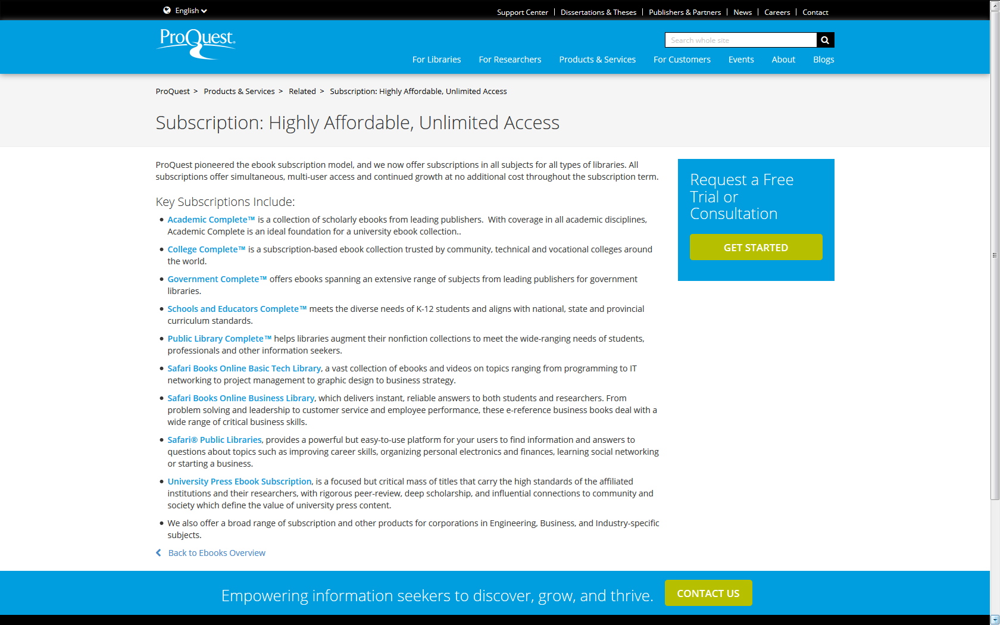 English
Support Center | Dissertations & Theses | Publishers & Partners | News | Careers | Contact
ProQuest
Search whole site
For Libraries For Researchers Products & Services For Customers Events About Blogs
ProQuest > Products & Services > Related > Subscription: Highly Affordable, Unlimited Access
Subscription: Highly Affordable, Unlimited Access
ProQuest pioneered the ebook subscription model, and we now offer subscriptions in all subjects for all types of libraries. All
subscriptions offer simultaneous, multi-user access and continued growth at no additional cost throughout the subscription term.
Key Subscriptions Include:
• Academic Complete™ is a collection of scholarly ebooks from leading publishers.  With coverage in all academic disciplines,
Academic Complete is an ideal foundation for a university ebook collection..
• College Complete™ is a subscription-based ebook collection trusted by community, technical and vocational colleges around
the world.
• Government Complete™ offers ebooks spanning an extensive range of subjects from leading publishers for government
libraries.
• Schools and Educators Complete™ meets the diverse needs of K-12 students and aligns with national, state and provincial
curriculum standards.
• Public Library Complete™ helps libraries augment their nonfiction collections to meet the wide-ranging needs of students,
professionals and other information seekers.
• Safari Books Online Basic Tech Library, a vast collection of ebooks and videos on topics ranging from programming to IT
networking to project management to graphic design to business strategy.
• Safari Books Online Business Library, which delivers instant, reliable answers to both students and researchers. From
problem solving and leadership to customer service and employee performance, these e-reference business books deal with a
wide range of critical business skills.
• Safari® Public Libraries, provides a powerful but easy-to-use platform for your users to find information and answers to
questions about topics such as improving career skills, organizing personal electronics and finances, learning social networking
or starting a business.
• University Press Ebook Subscription, is a focused but critical mass of titles that carry the high standards of the affiliated
institutions and their researchers, with rigorous peer-review, deep scholarship, and influential connections to community and
society which define the value of university press content.
• We also offer a broad range of subscription and other products for corporations in Engineering, Business, and Industry-specific
subjects.
Back to Ebooks Overview
Request a Free
Trial or
Consultation
GET STARTED
Empowering information seekers to discover, grow, and thrive.
CONTACT US